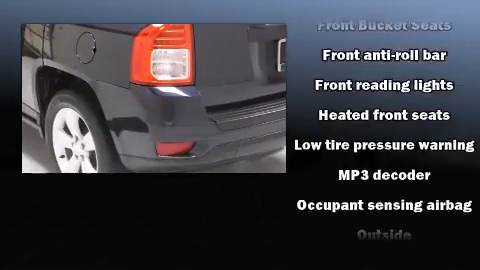 Front Bucket Seats
Front anti-roll bar
Front reading lights
Heated front seats
Low tire pressure warning
MP3 decoder
Occupant sensing airbag
Outside